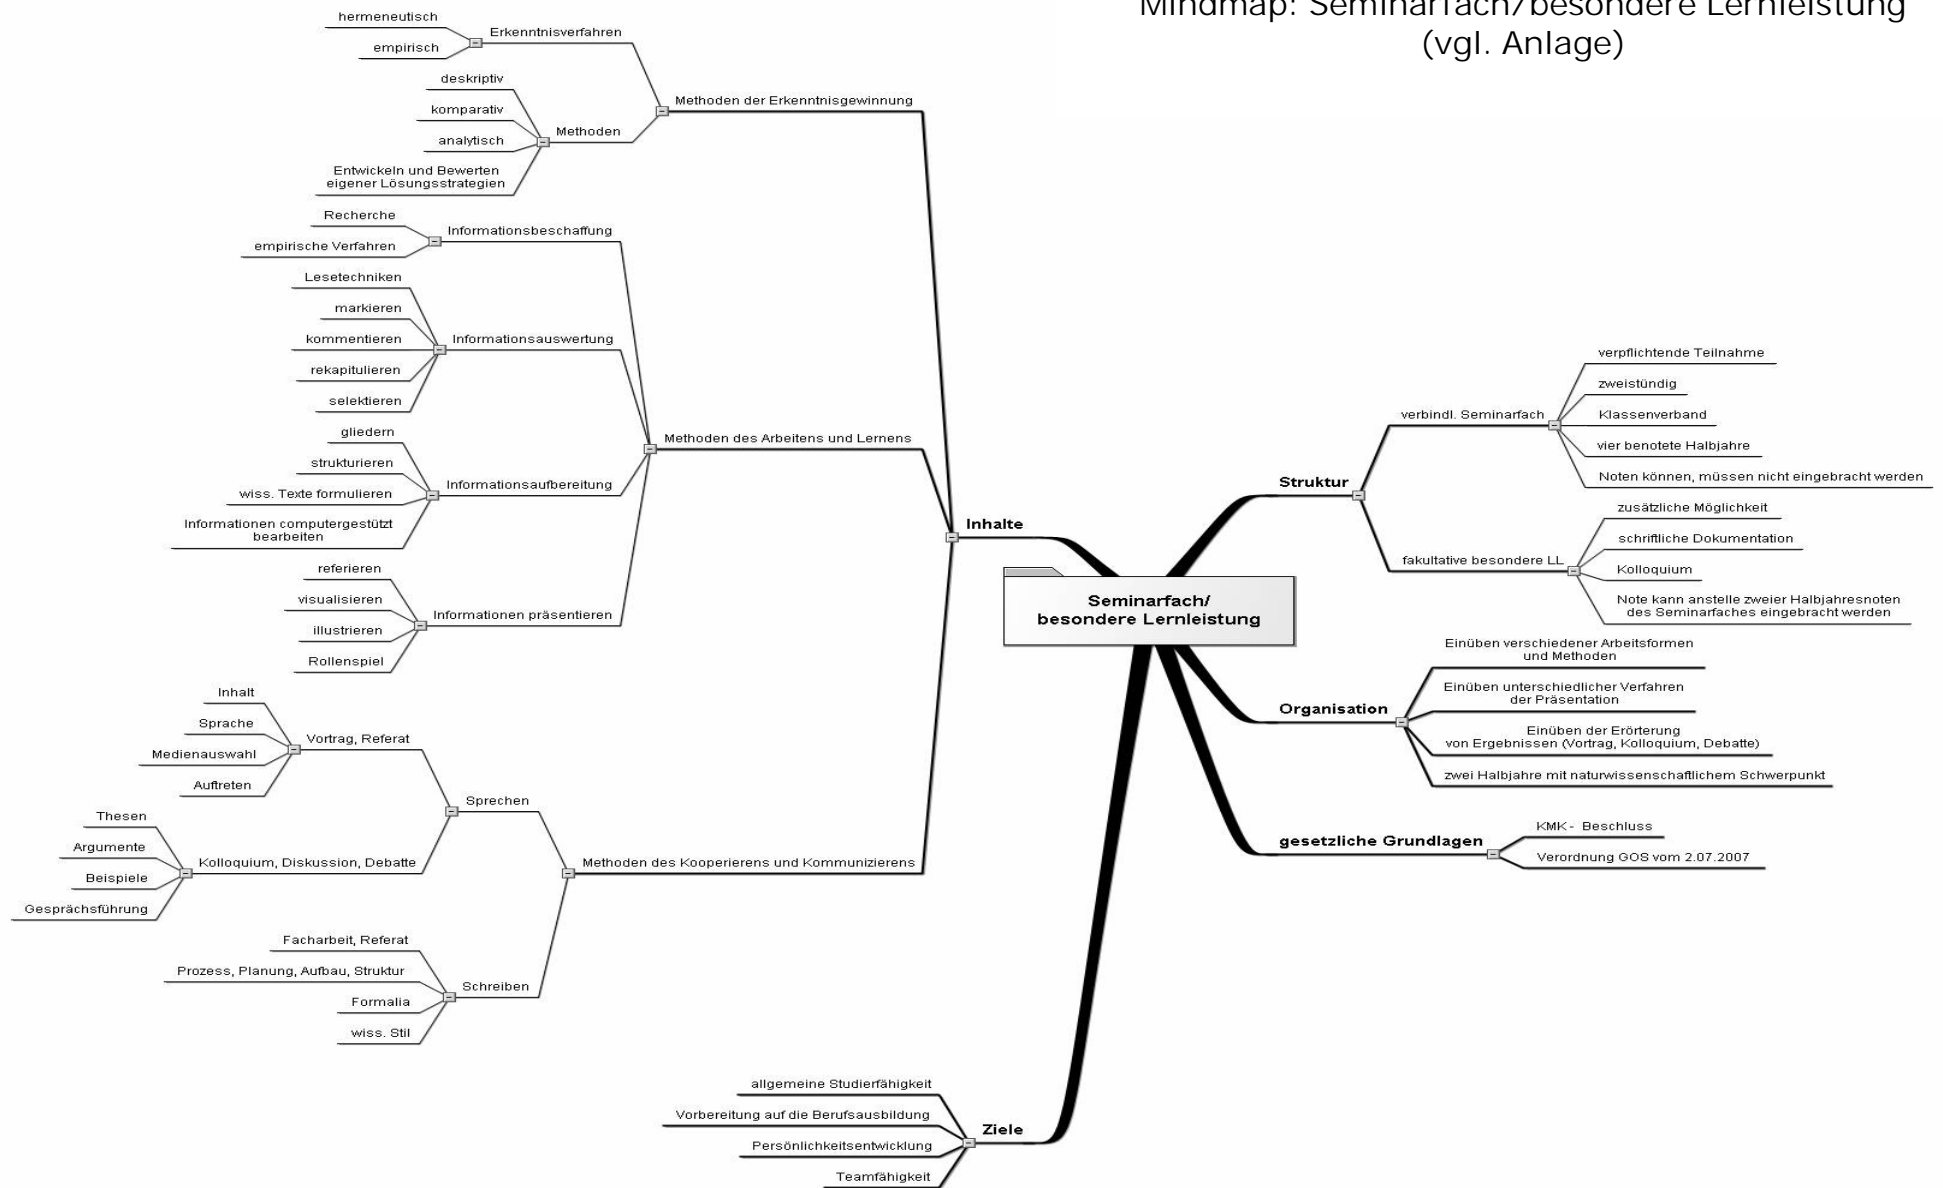 Mindmap: Seminarfach/besondere Lernleistung
(vgl. Anlage)
hermeneutisch
empirisch
Erkenntnisverfahren
deskriptiv
komparativ
analytisch
Entwickeln und Bewerten
eigener Lösungsstrategien
Methoden
Methoden der Erkenntnisgewinnung
Recherche
empirische Verfahren
Informationsbeschaffung
Lesetechniken
markieren
kommentieren
rekapitulieren
selektieren
Informationsauswertung
gliedern
strukturieren
wiss. Texte formulieren
Informationen computergestützt
bearbeiten
Informationsaufbereitung
referieren
visualisieren
illustrieren
Rollenspiel
Informationen präsentieren
Methoden des Arbeitens und Lernens
Inhalt
Sprache
Medienauswahl
Auftreten
Vortrag, Referat
Thesen
Argumente
Beispiele
Gesprächsführung
Kolloquium, Diskussion, Debatte
Sprechen
Facharbeit, Referat
Prozess, Planung, Aufbau, Struktur
Formalia
wiss. Stil
Schreiben
Methoden des Kooperierens und Kommunizierens
Inhalte
Seminarfach/
besondere Lernleistung
Struktur
verbindl. Seminarfach
verpflichtende Teilnahme
zweistündig
Klassenverband
vier benotete Halbjahre
Noten können, müssen nicht eingebracht werden
fakultative besondere LL
zusätzliche Möglichkeit
schriftliche Dokumentation
Kolloquium
Note kann anstelle zweier Halbjahresnoten
des Seminarfaches eingebracht werden
Organisation
Einüben verschiedener Arbeitsformen
und Methoden
Einüben unterschiedlicher Verfahren
der Präsentation
Einüben der Erörterung
von Ergebnissen (Vortrag, Kolloquium, Debatte)
zwei Halbjahre mit naturwissenschaftlichem Schwerpunkt
gesetzliche Grundlagen
KMK - Beschluss
Verordnung GOS vom 2.07.2007
allgemeine Studierfähigkeit
Vorbereitung auf die Berufsausbildung
Persönlichkeitsentwicklung
Teamfähigkeit
Ziele